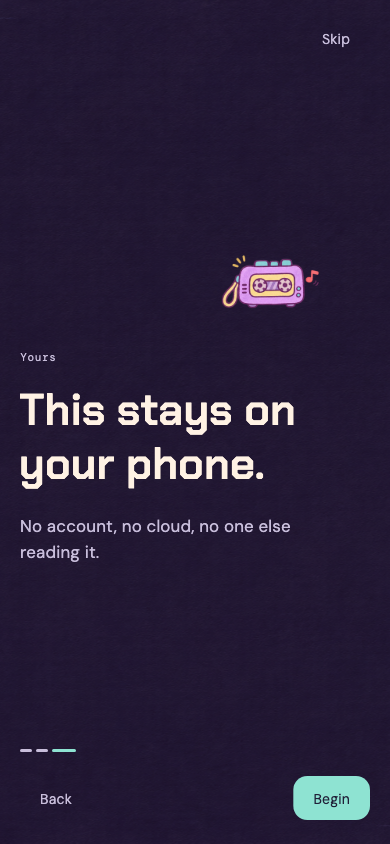 Skip
Yours
This stays on
your phone.
No account, no cloud, no one else
reading it.
Back
Begin